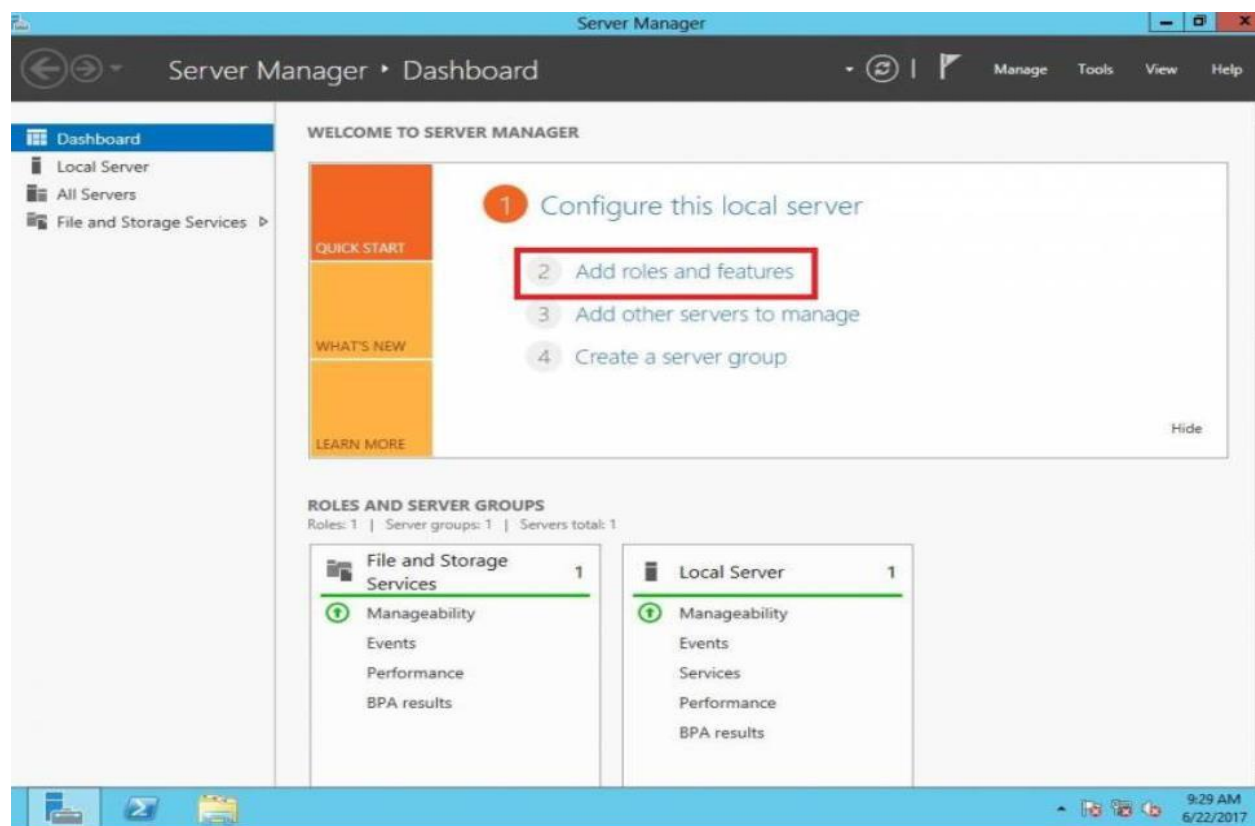 Server Manager
Server Manager • Dashboard
Manage Tools View Help
Dashboard
Local Server
All Servers
File and Storage Services
WELCOME TO SERVER MANAGER
QUICK START
WHAT'S NEW
LEARN MORE
1 Configure this local server
2 Add roles and features
3 Add other servers to manage
4 Create a server group
Hide
ROLES AND SERVER GROUPS
Roles: 1 | Server groups: 1 | Servers total: 1
File and Storage
Services
1
Manageability
Events
Performance
BPA results
Local Server 1
Manageability
Events
Services
Performance
BPA results
9:29 AM
6/22/2017